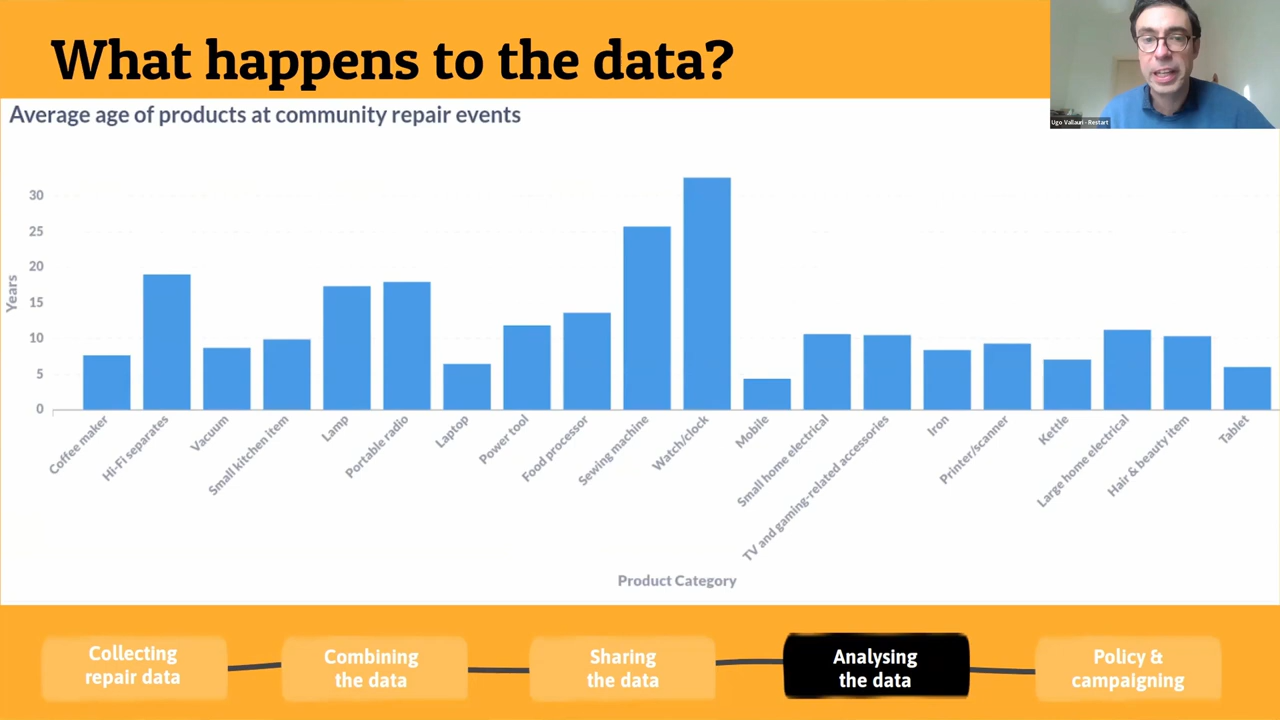 What happens to the data?
Ugo Vallauri - Restart
Average age of products at community repair events
Years
30
25
20
15
10
5
0
Coffee maker
Hi-Fi separates
Vacuum
Small kitchen item
Lamp
Portable radio
Laptop
Power tool
Food processor
Sewing machine
Watch/clock
Mobile
Small home electrical
TV and gaming-related accessories
Iron
Printer/scanner
Kettle
Large home electrical
Hair & beauty item
Tablet
Product Category
Collecting
repair data
Combining
the data
Sharing
the data
Analysing
the data
Policy &
campaigning